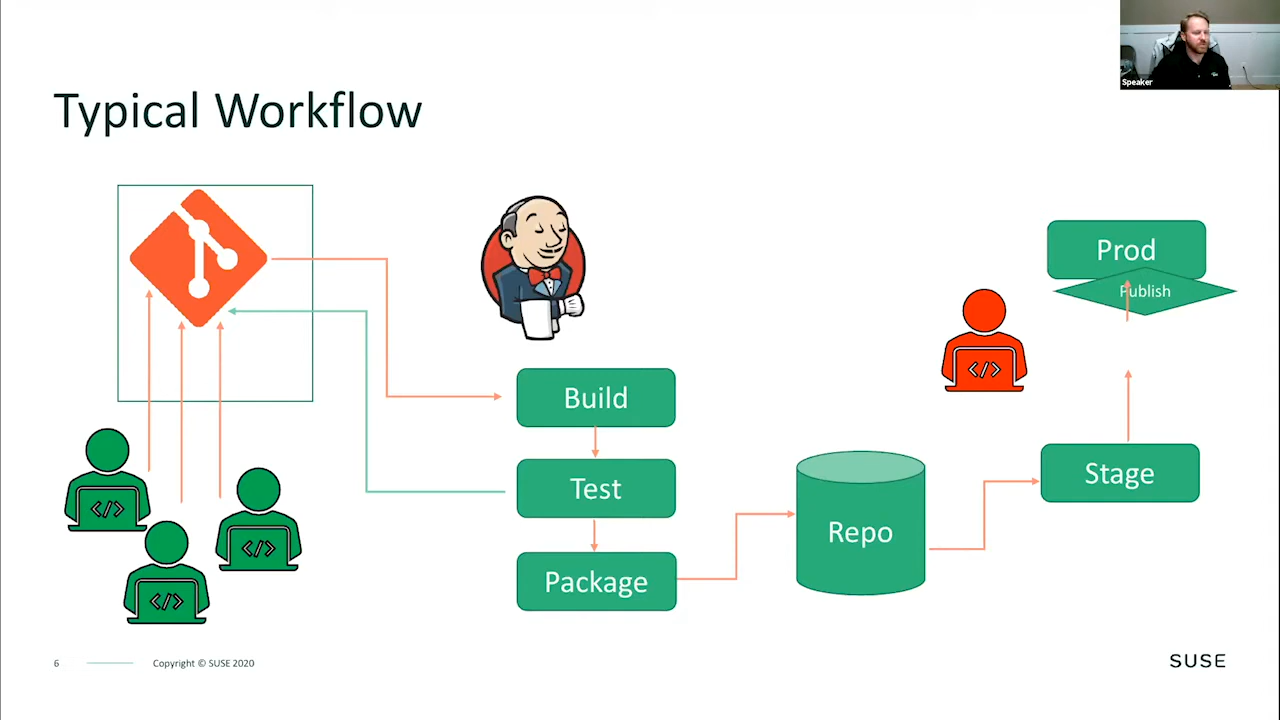 Speaker
Typical Workflow
Build
Test
Package
Repo
Stage
Prod
Publish
</>
</>
</>
</>
6
Copyright © SUSE 2020
SUSE